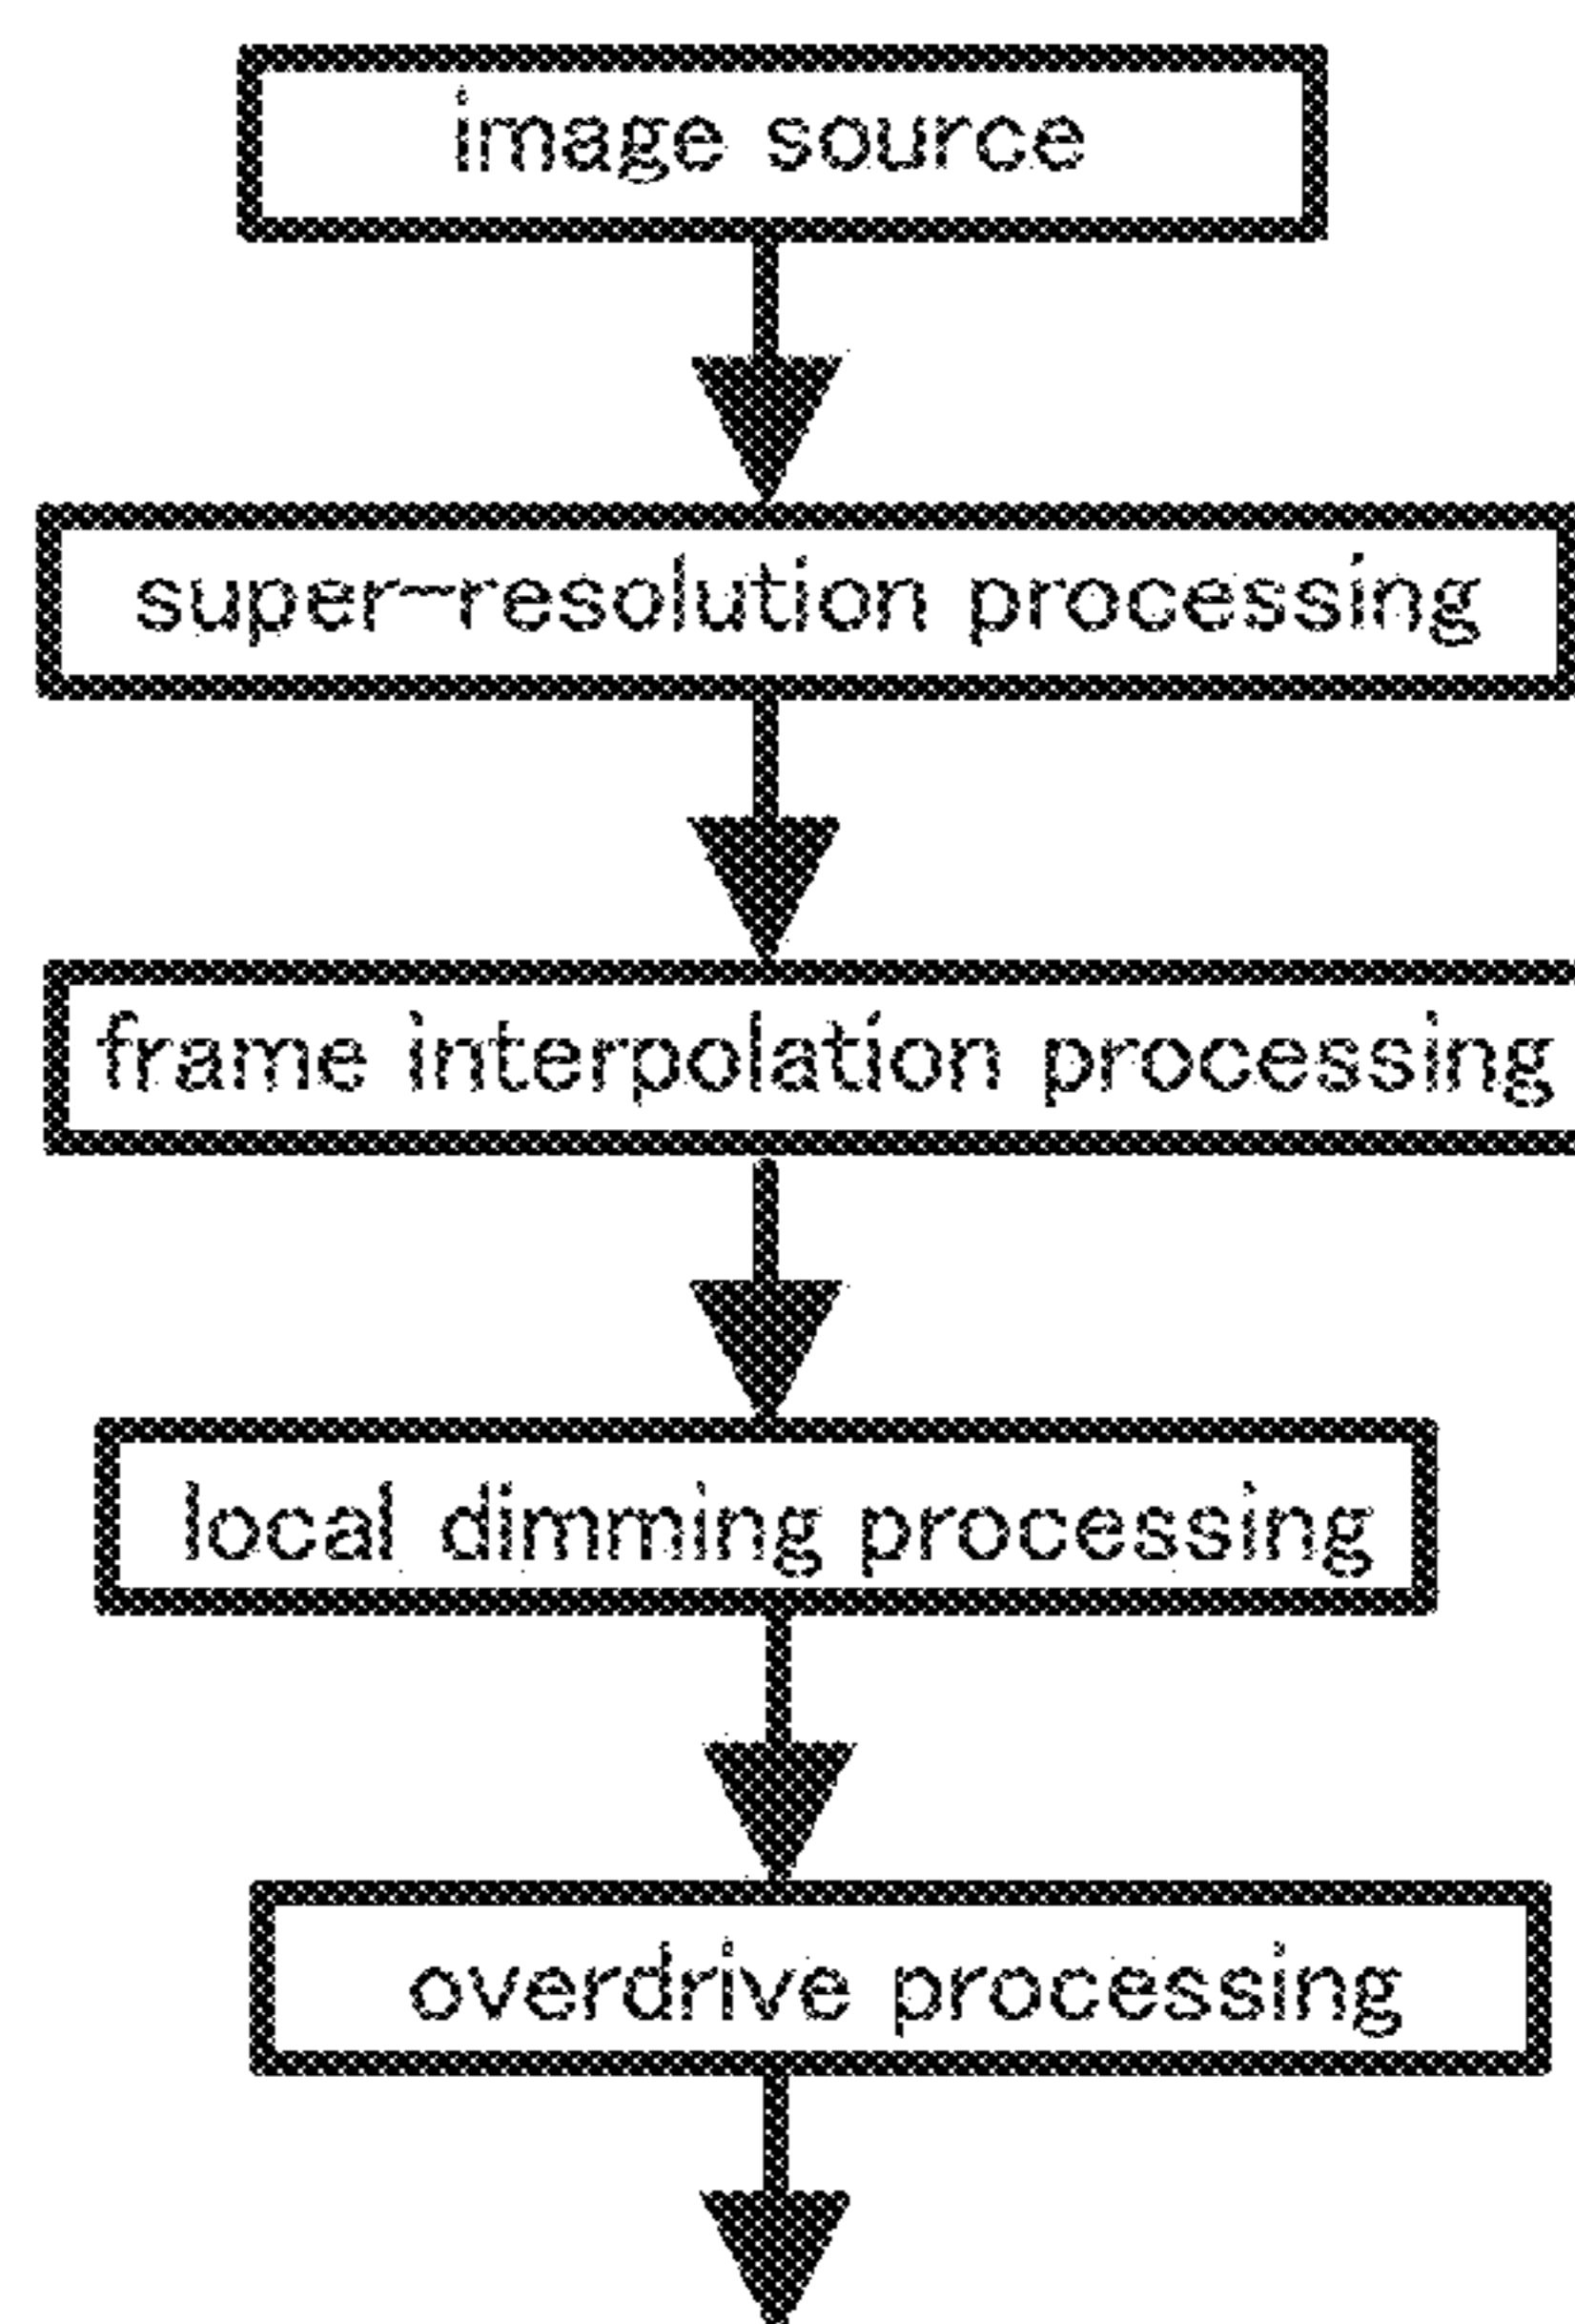 image source
super-resolution processing
frame interpolation processing
local dimming processing
overdrive processing